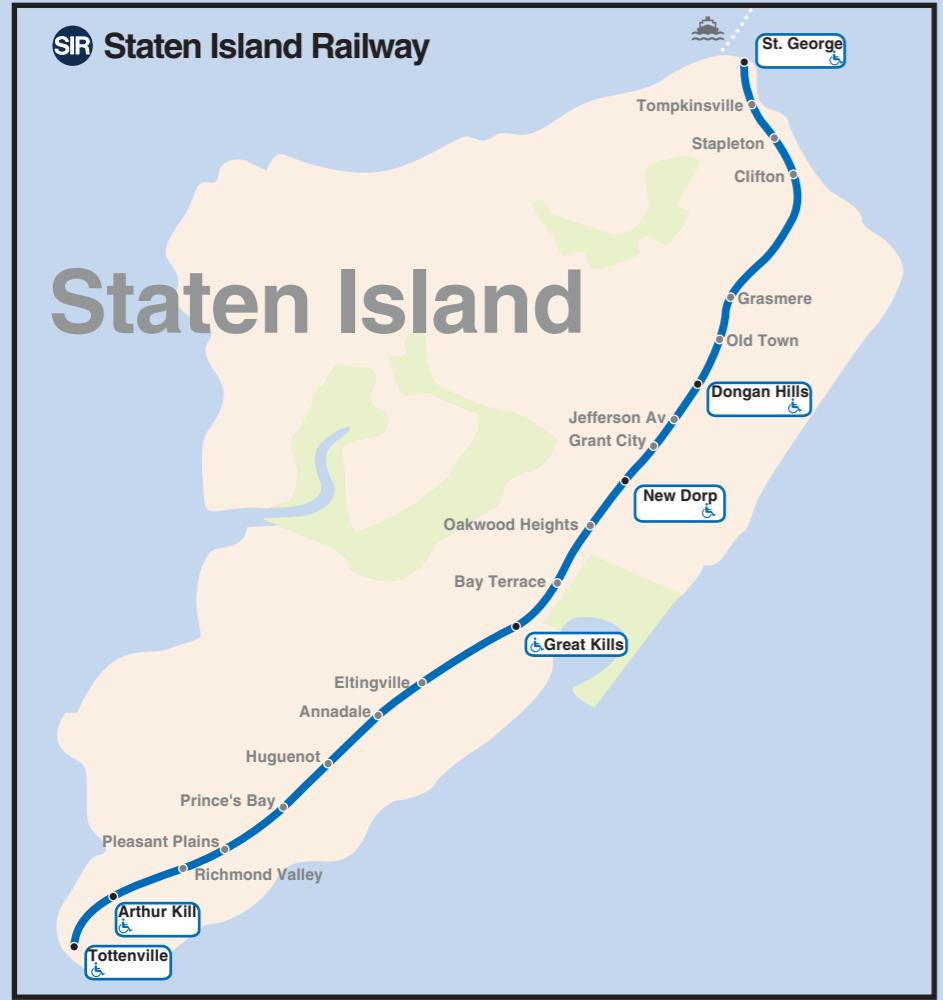 SIR Staten Island Railway
St. George
Tompkinsville
Stapleton
Clifton
Staten Island
Grasmere
Old Town
Dongan Hills
Jefferson Av
Grant City
New Dorp
Oakwood Heights
Bay Terrace
Great Kills
Eltingville
Annadale
Huguenot
Prince's Bay
Pleasant Plains
Richmond Valley
Arthur Kill
Tottenville